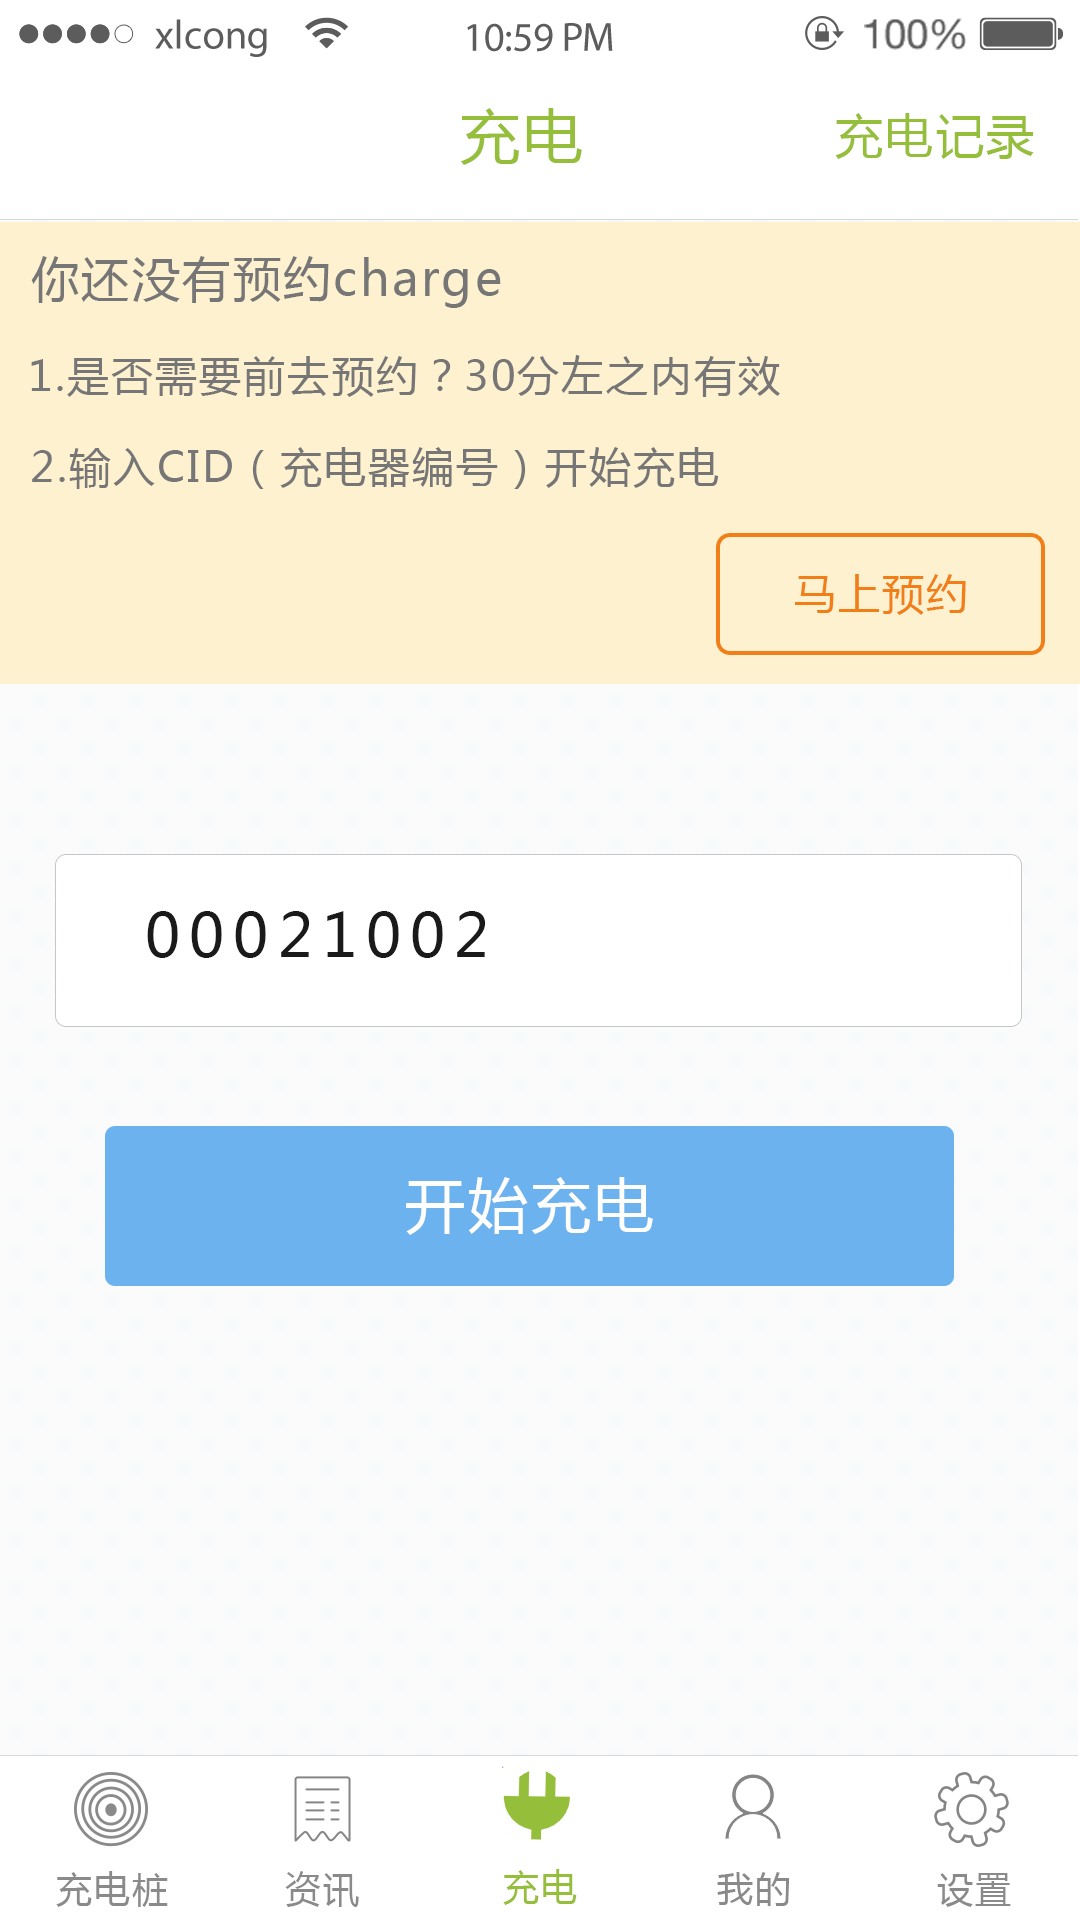 xlcong 10:59 PM 100%
充电 充电记录
你还没有预约charge
1.是否需要前去预约？30分左之内有效
2.输入CID（充电器编号）开始充电
马上预约
00021002
开始充电
充电桩 资讯 充电 我的 设置